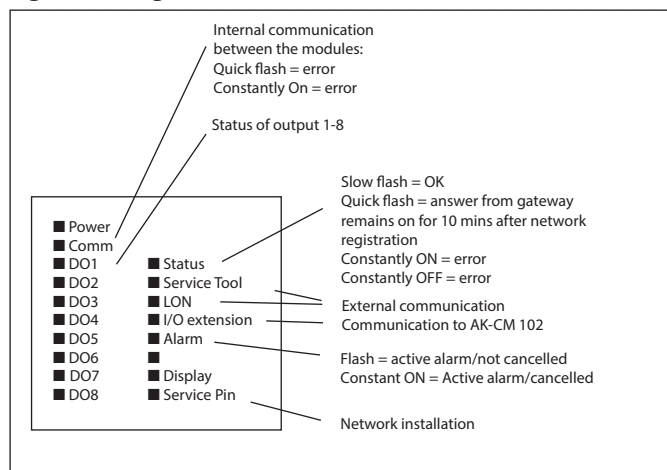 Internal communication
between the modules:
Quick flash = error
Constantly On = error
Status of output 1-8
Slow flash = OK
Quick flash = answer from gateway
remains on for 10 mins after network
registration
Constantly ON = error
Constantly OFF = error
External communication
Communication to AK-CM 102
Flash = active alarm/not cancelled
Constant ON = Active alarm/cancelled
Network installation
■ Power
■ Comm
■ DO1 ■ Status
■ DO2 ■ Service Tool
■ DO3 ■ LON
■ DO4 ■ I/O extension
■ DO5 ■ Alarm
■ DO6 ■
■ DO7 ■ Display
■ DO8 ■ Service Pin